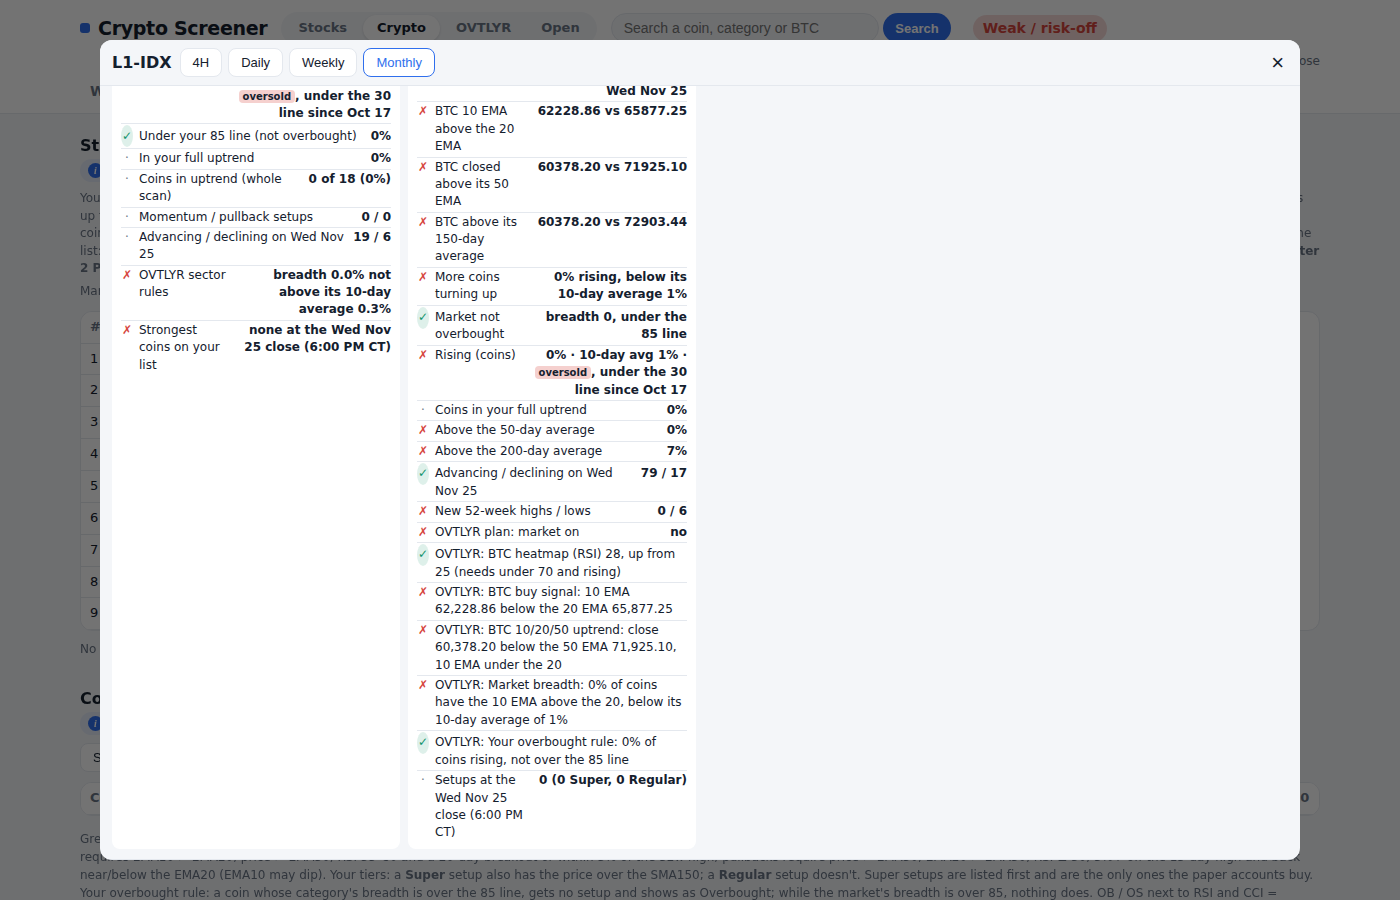 Crypto Screener
Stocks
Crypto
OVTLYR
Open
Search a coin, category or BTC
Search
Weak / risk-off
L1-IDX
4H
Daily
Weekly
Monthly
×
oversold, under the 30
line since Oct 17
✓ Under your 85 line (not overbought) 0%
· In your full uptrend 0%
· Coins in uptrend (whole 0 of 18 (0%)
scan)
· Momentum / pullback setups 0 / 0
· Advancing / declining on Wed Nov 19 / 6
25
✗ OVTLYR sector breadth 0.0% not
rules above its 10-day
average 0.3%
✗ Strongest none at the Wed Nov
coins on your 25 close (6:00 PM CT)
list
Wed Nov 25
✗ BTC 10 EMA 62228.86 vs 65877.25
above the 20
EMA
✗ BTC closed 60378.20 vs 71925.10
above its 50
EMA
✗ BTC above its 60378.20 vs 72903.44
150-day
average
✗ More coins 0% rising, below its
turning up 10-day average 1%
✓ Market not breadth 0, under the
overbought 85 line
✗ Rising (coins) 0% · 10-day avg 1% ·
oversold, under the 30
line since Oct 17
· Coins in your full uptrend 0%
✗ Above the 50-day average 0%
✗ Above the 200-day average 7%
✓ Advancing / declining on Wed 79 / 17
Nov 25
✗ New 52-week highs / lows 0 / 6
✗ OVTLYR plan: market on no
✓ OVTLYR: BTC heatmap (RSI) 28, up from
25 (needs under 70 and rising)
✗ OVTLYR: BTC buy signal: 10 EMA
62,228.86 below the 20 EMA 65,877.25
✗ OVTLYR: BTC 10/20/50 uptrend: close
60,378.20 below the 50 EMA 71,925.10,
10 EMA under the 20
✗ OVTLYR: Market breadth: 0% of coins
have the 10 EMA above the 20, below its
10-day average of 1%
✓ OVTLYR: Your overbought rule: 0% of
coins rising, not over the 85 line
· Setups at the 0 (0 Super, 0 Regular)
Wed Nov 25
close (6:00 PM
CT)
#
1
2
3
4
5
6
7
8
9
No
near/below the EMA20 (EMA10 may dip). Your tiers: a Super setup also has the price over the SMA150; a Regular setup doesn't. Super setups are listed first and are the only ones the paper accounts buy.
Your overbought rule: a coin whose category's breadth is over the 85 line, gets no setup and shows as Overbought; while the market's breadth is over 85, nothing does. OB / OS next to RSI and CCI =